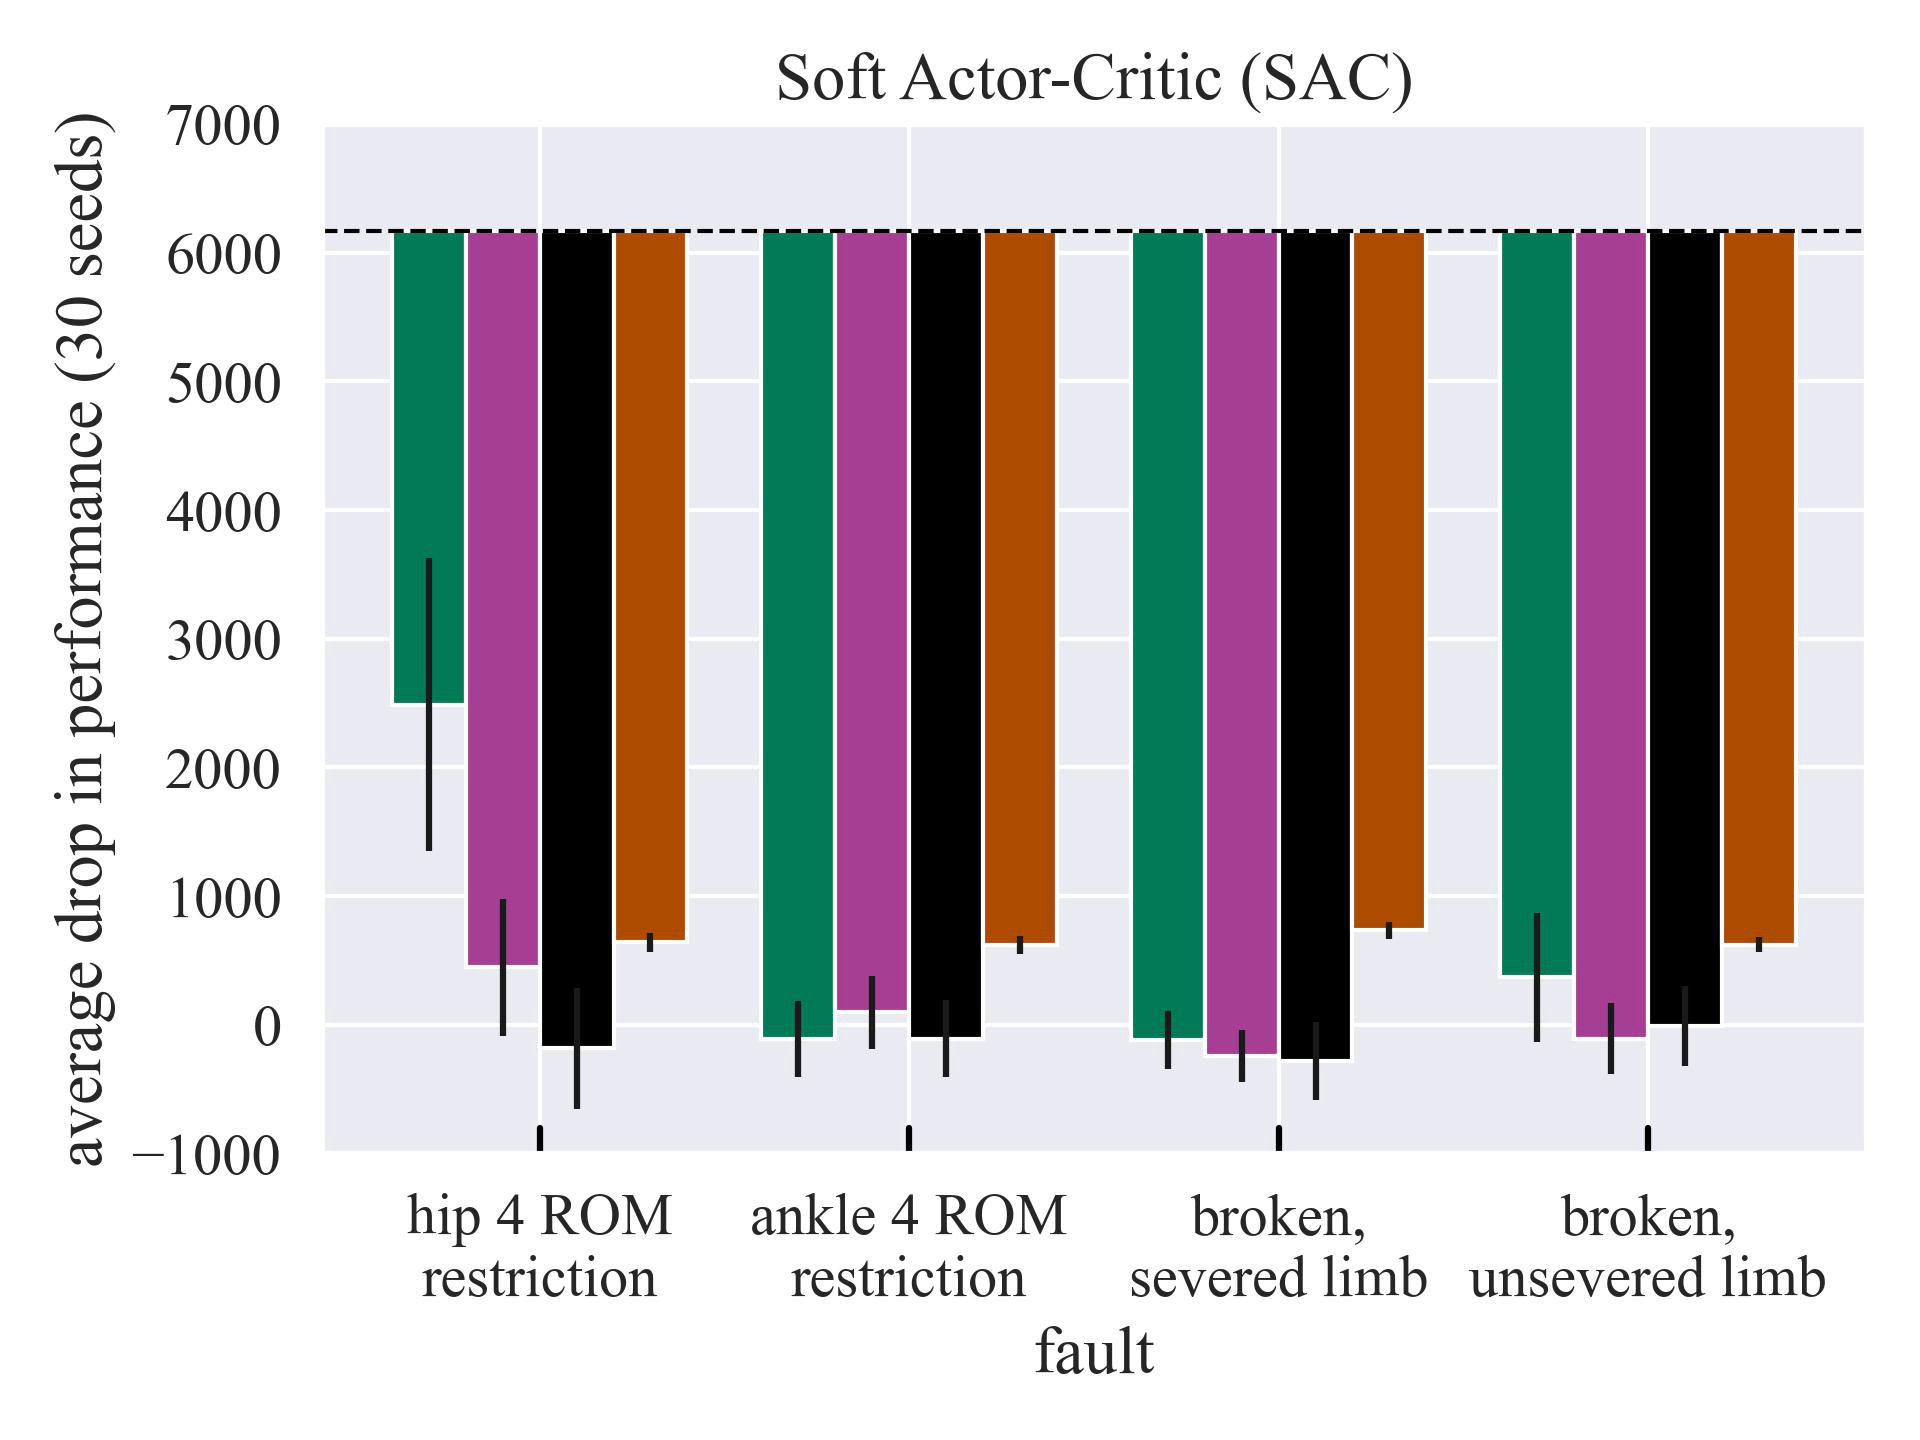 Soft Actor-Critic (SAC)
average drop in performance (30 seeds)
7000
6000
5000
4000
3000
2000
1000
0
−1000
hip 4 ROM
restriction
ankle 4 ROM
restriction
broken,
severed limb
broken,
unsevered limb
fault